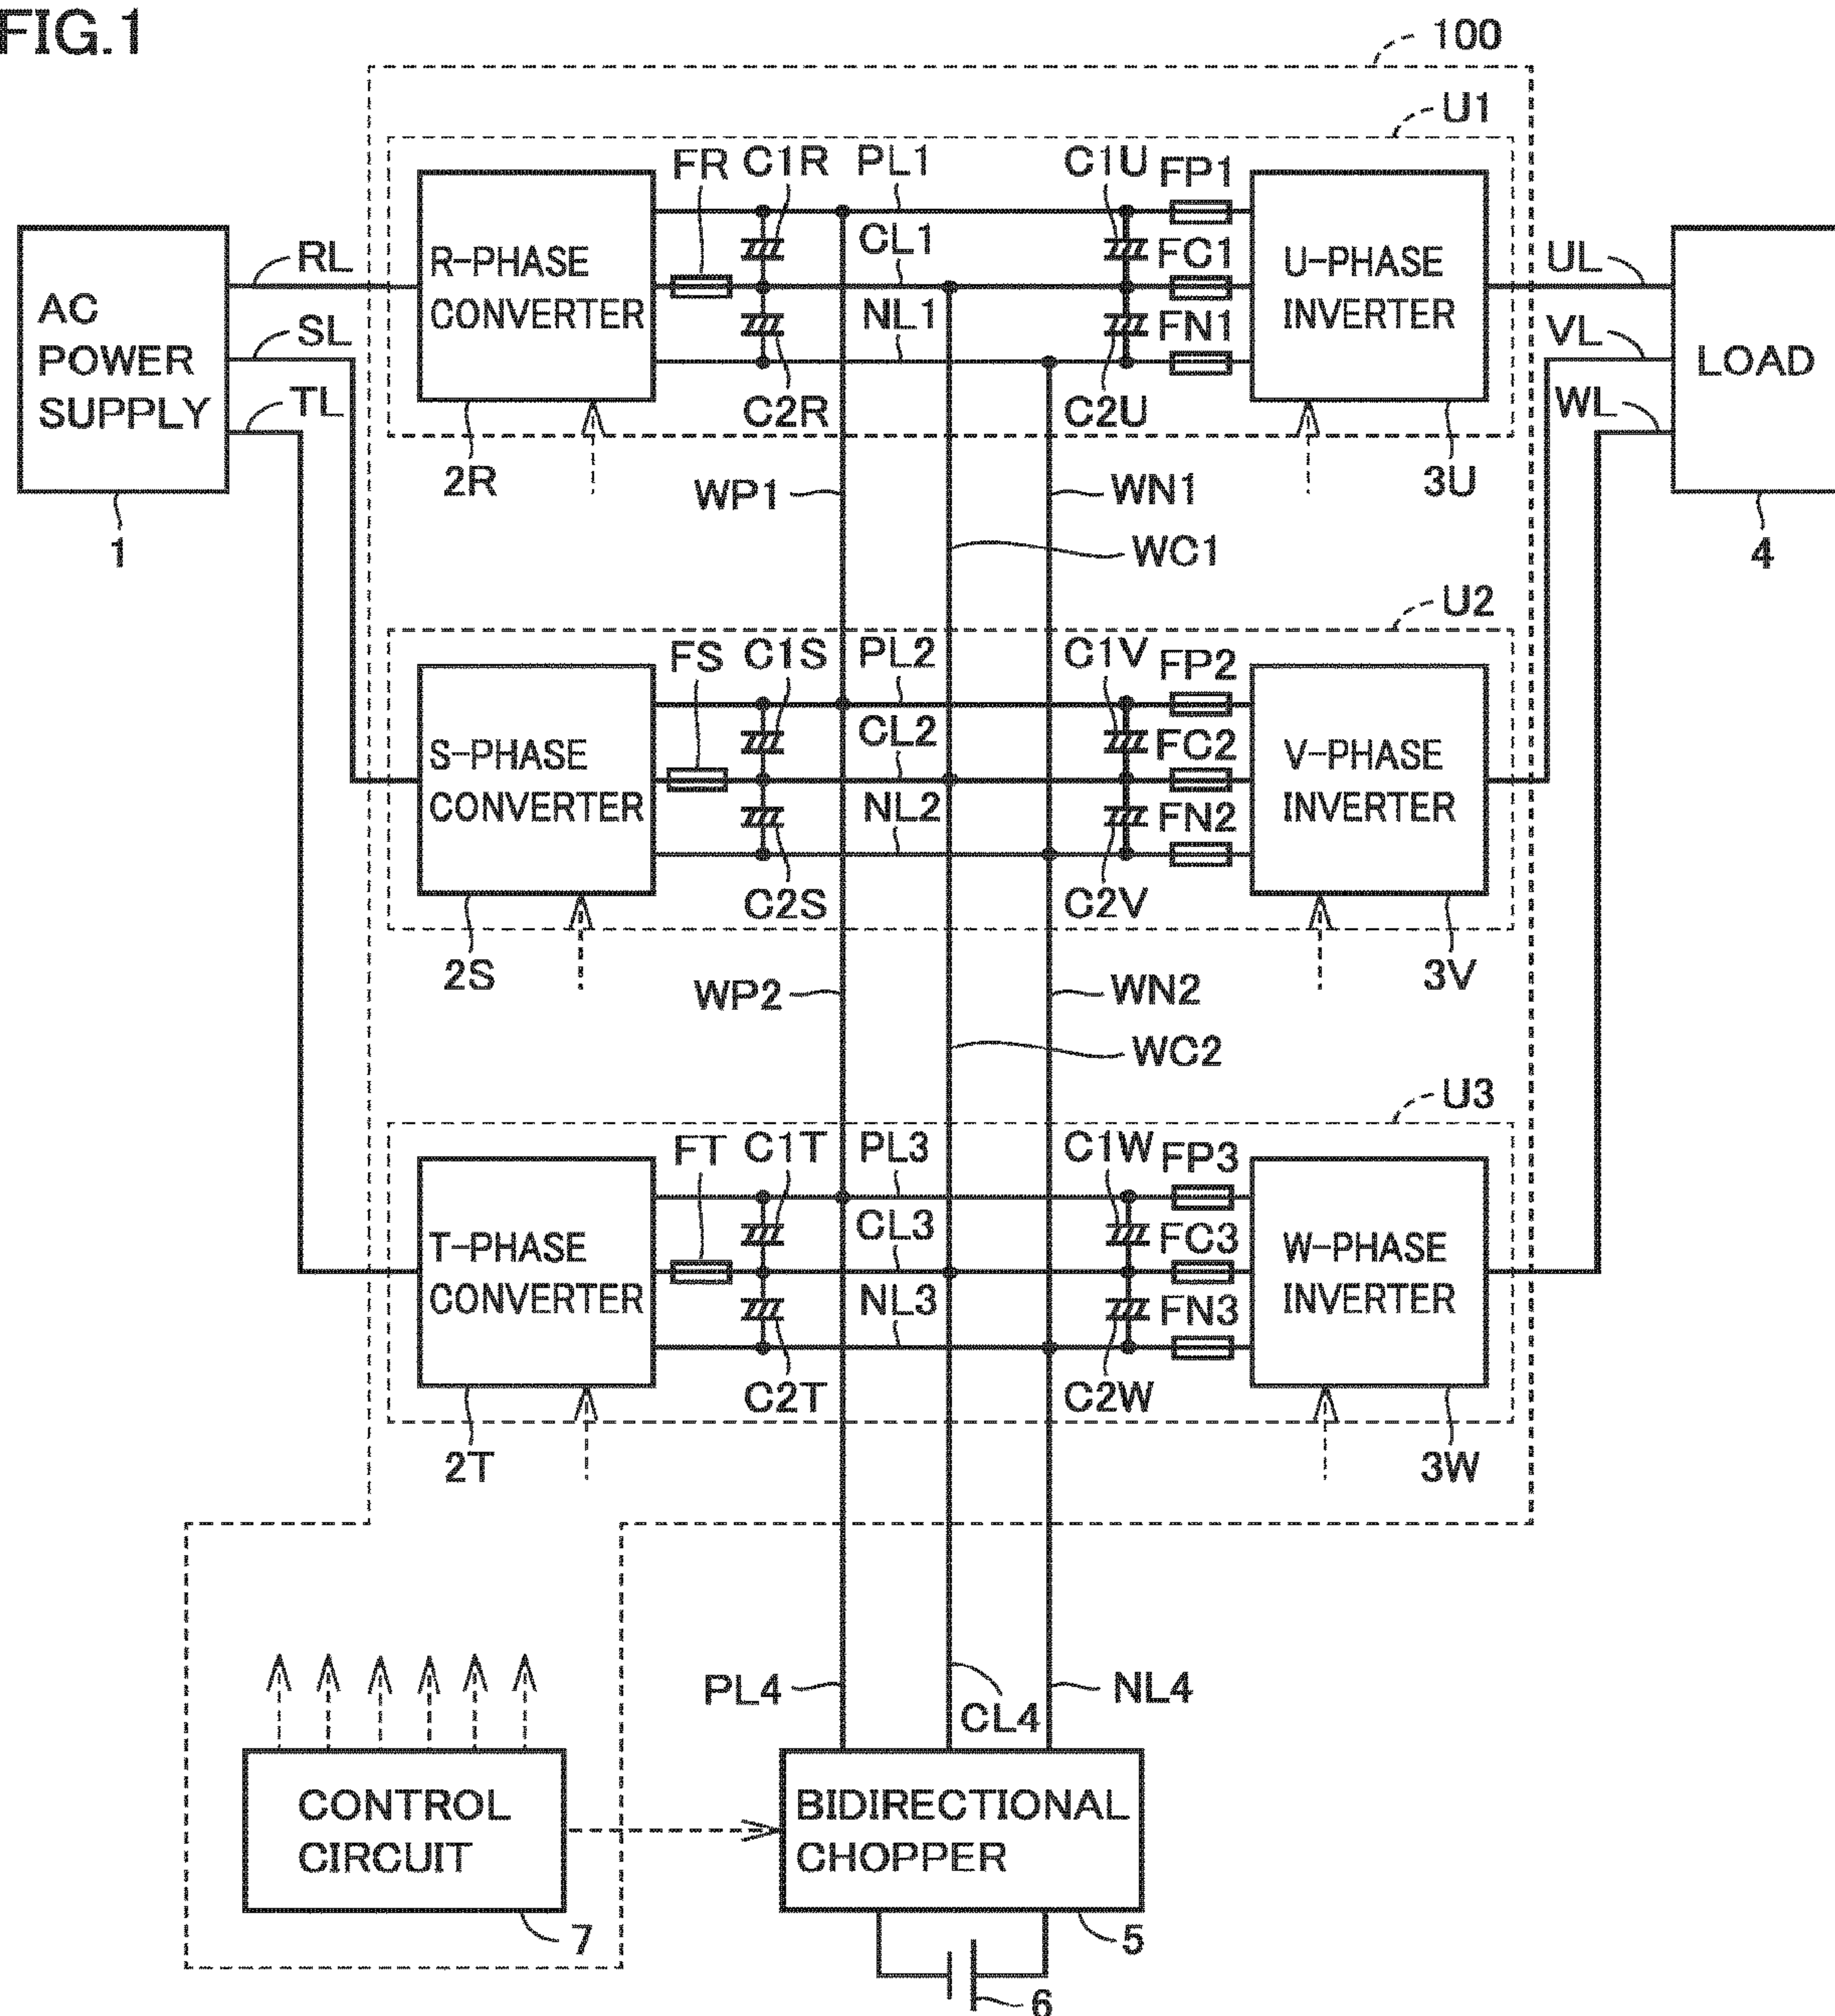 FIG.1
100
U1
FR C1R PL1 C1U FP1
AC
POWER
SUPPLY
1
RL
SL
TL
R-PHASE
CONVERTER
2R
CL1
NL1
C2R
C2U
FC1
FN1
U-PHASE
INVERTER
3U
UL
VL
WL
LOAD
4
WP1
WN1
WC1
U2
FS C1S PL2 C1V FP2
S-PHASE
CONVERTER
2S
CL2
NL2
C2S
C2V
FC2
FN2
V-PHASE
INVERTER
3V
WP2
WN2
WC2
U3
FT C1T PL3 C1W FP3
T-PHASE
CONVERTER
2T
CL3
NL3
C2T
C2W
FC3
FN3
W-PHASE
INVERTER
3W
PL4
CL4
NL4
CONTROL
CIRCUIT
7
BIDIRECTIONAL
CHOPPER
5
6